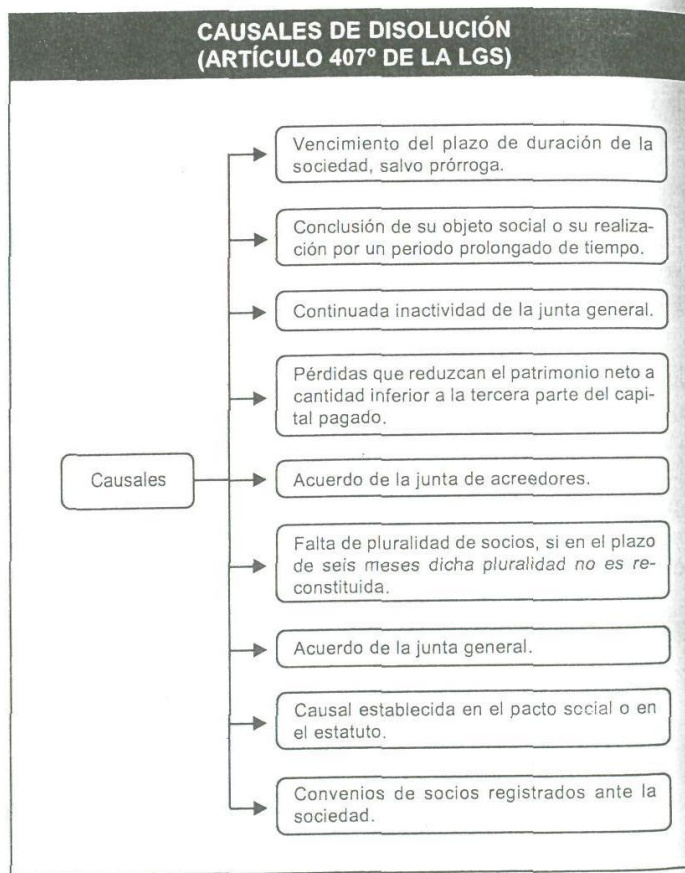 CAUSALES DE DISOLUCIÓN
(ARTÍCULO 407º DE LA LGS)
Vencimiento del plazo de duración de la
sociedad, salvo prórroga.
Conclusión de su objeto social o su realiza-
ción por un periodo prolongado de tiempo.
Continuada inactividad de la junta general.
Pérdidas que reduzcan el patrimonio neto a
cantidad inferior a la tercera parte del capi-
tal pagado.
Causales
Acuerdo de la junta de acreedores.
Falta de pluralidad de socios, si en el plazo
de seis meses dicha pluralidad no es re-
constituida.
Acuerdo de la junta general.
Causal establecida en el pacto social o en
el estatuto.
Convenios de socios registrados ante la
sociedad.